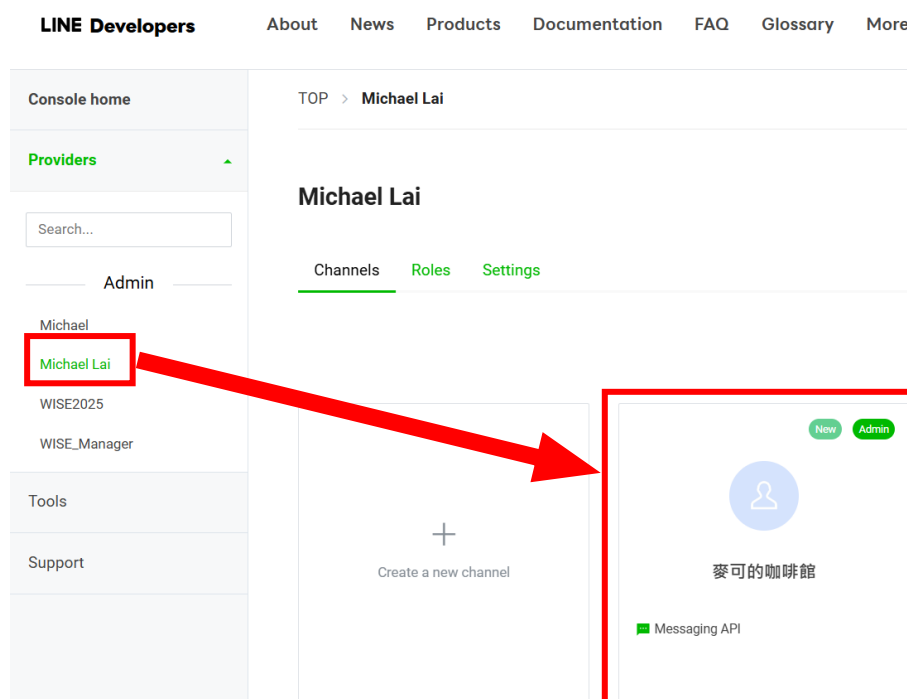 LINE Developers
About News Products Documentation FAQ Glossary More
Console home
Providers
Search...
Admin
Michael
Michael Lai
WISE2025
WISE_Manager
Tools
Support
TOP > Michael Lai
Michael Lai
Channels Roles Settings
Create a new channel
New Admin
麥可的咖啡館
Messaging API